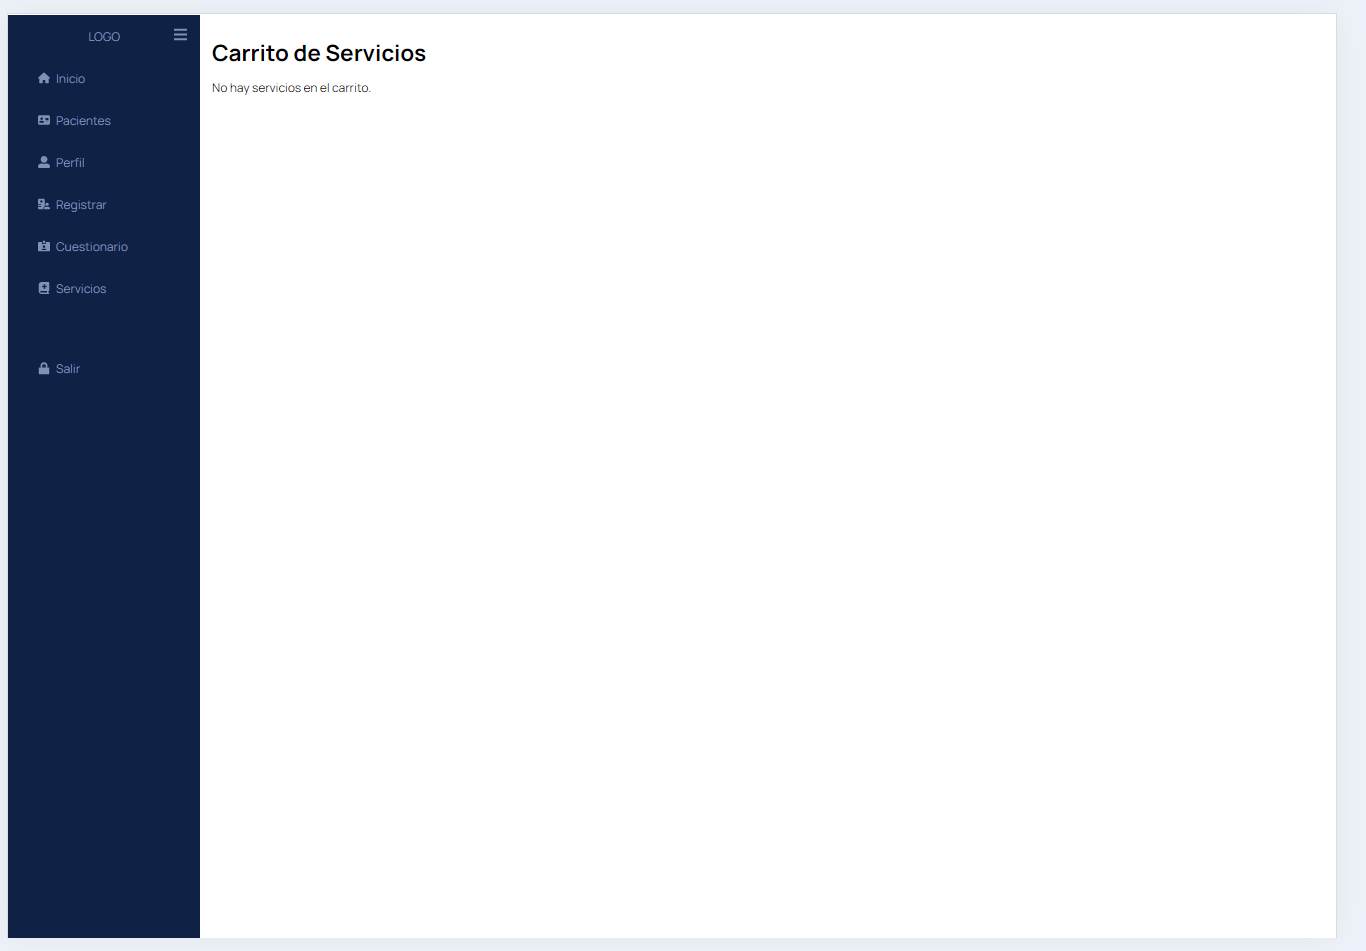 LOGO
Inicio
Pacientes
Perfil
Registrar
Cuestionario
Servicios
Salir
Carrito de Servicios
No hay servicios en el carrito.